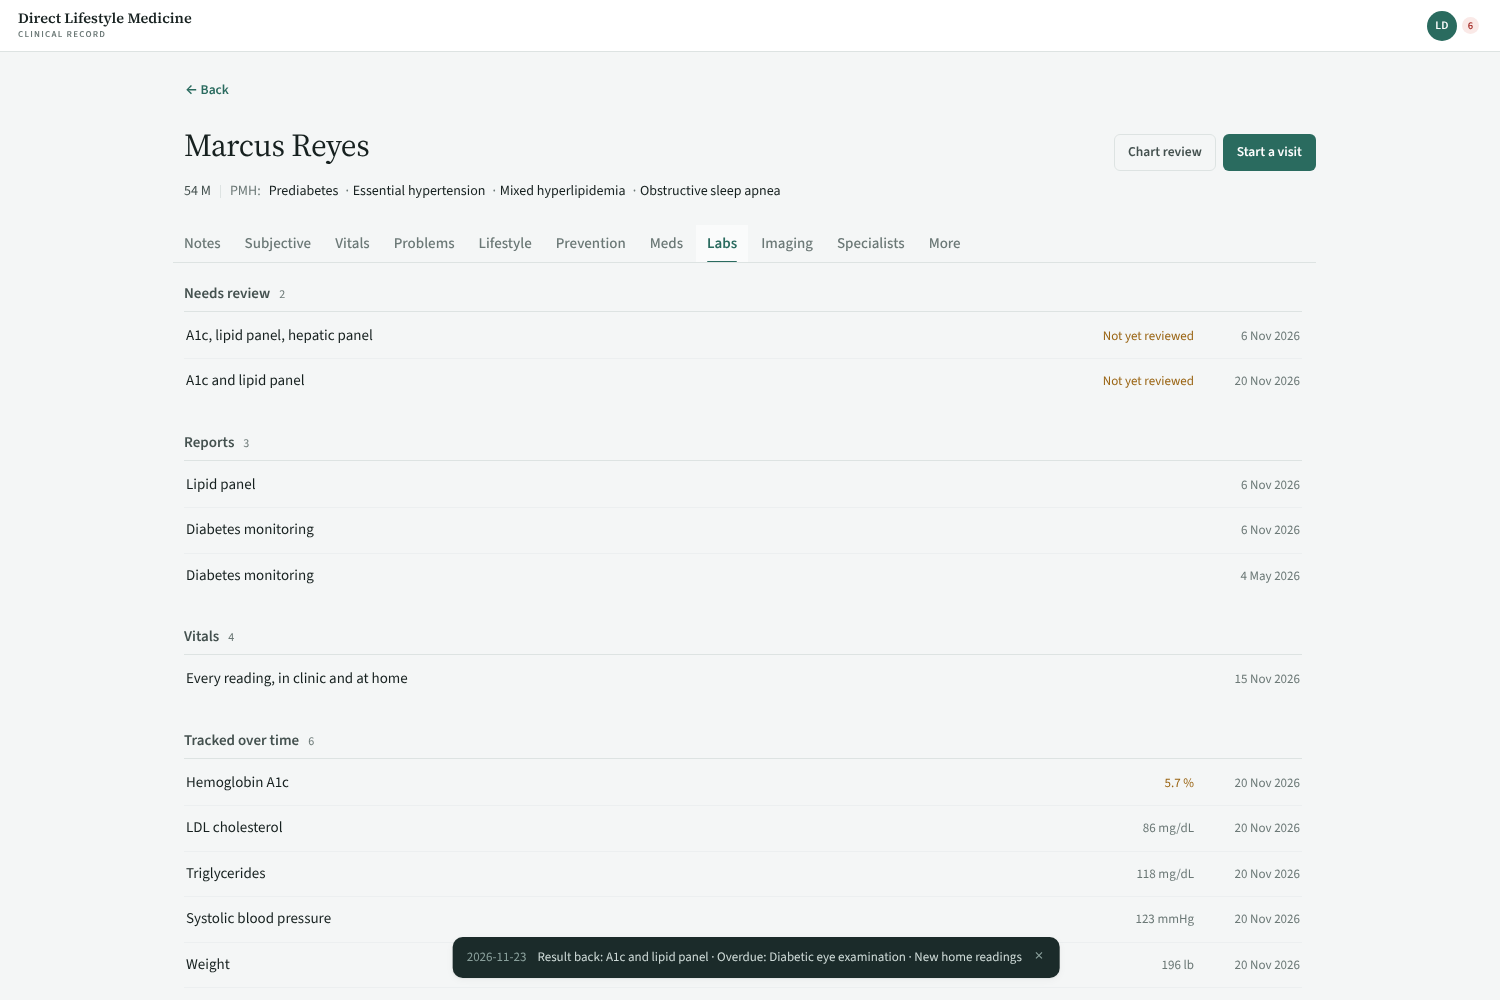 Direct Lifestyle Medicine
CLINICAL RECORD
LD
6
← Back
Marcus Reyes
Chart review
Start a visit
54 M | PMH: Prediabetes · Essential hypertension · Mixed hyperlipidemia · Obstructive sleep apnea
Notes Subjective Vitals Problems Lifestyle Prevention Meds Labs Imaging Specialists More
Needs review 2
A1c, lipid panel, hepatic panel Not yet reviewed 6 Nov 2026
A1c and lipid panel Not yet reviewed 20 Nov 2026
Reports 3
Lipid panel 6 Nov 2026
Diabetes monitoring 6 Nov 2026
Diabetes monitoring 4 May 2026
Vitals 4
Every reading, in clinic and at home 15 Nov 2026
Tracked over time 6
Hemoglobin A1c 5.7 % 20 Nov 2026
LDL cholesterol 86 mg/dL 20 Nov 2026
Triglycerides 118 mg/dL 20 Nov 2026
Systolic blood pressure 123 mmHg 20 Nov 2026
Weight 196 lb 20 Nov 2026
2026-11-23 Result back: A1c and lipid panel · Overdue: Diabetic eye examination · New home readings ×